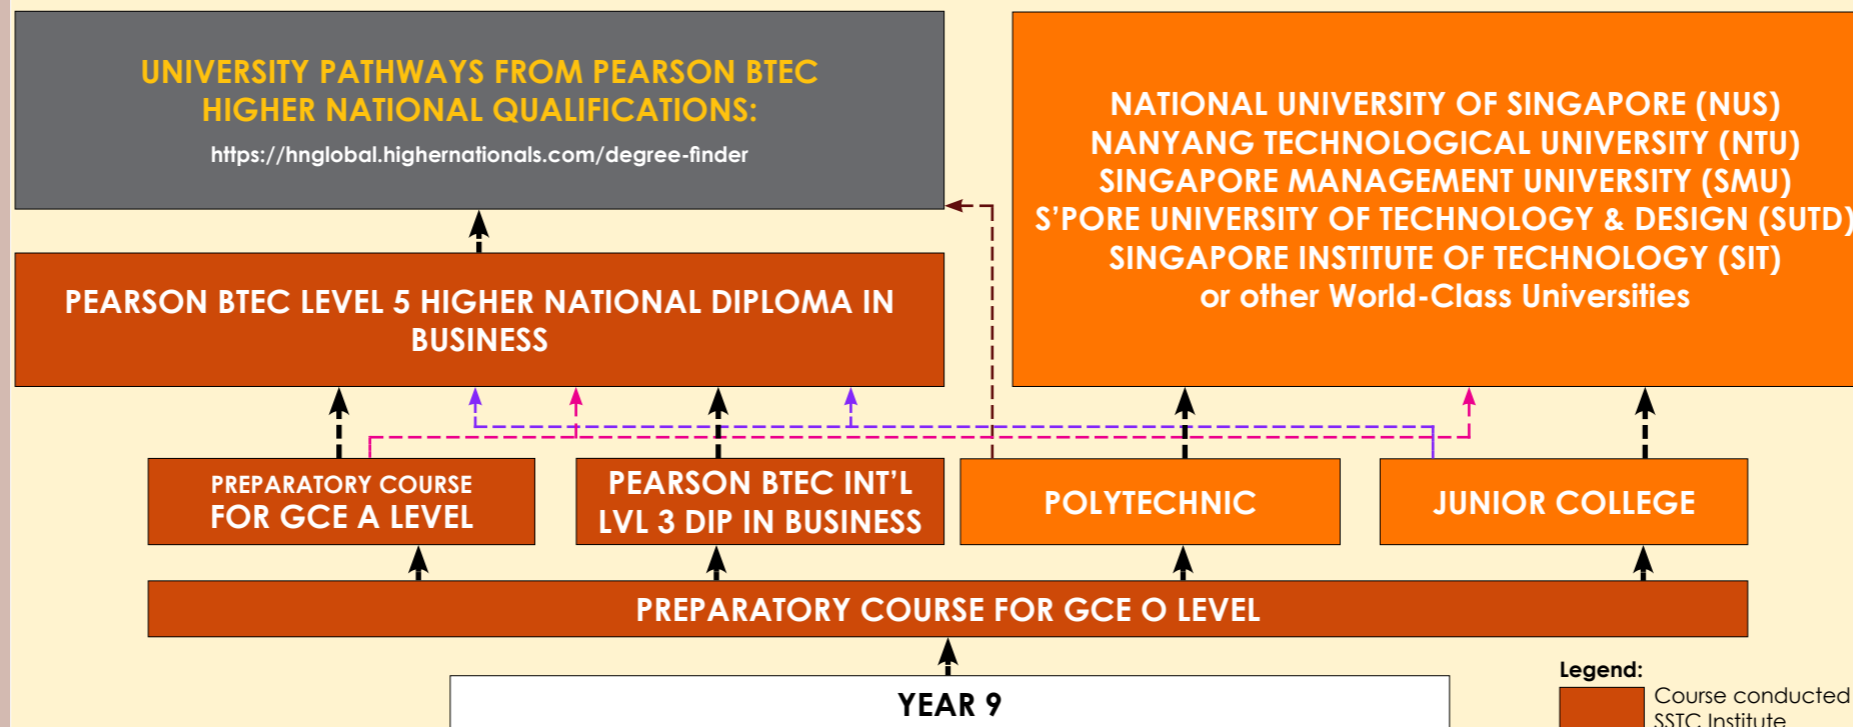 UNIVERSITY PATHWAYS FROM PEARSON BTEC
HIGHER NATIONAL QUALIFICATIONS:
https://hnglobal.highernationals.com/degree-finder
NATIONAL UNIVERSITY OF SINGAPORE (NUS)
NANYANG TECHNOLOGICAL UNIVERSITY (NTU)
SINGAPORE MANAGEMENT UNIVERSITY (SMU)
S'PORE UNIVERSITY OF TECHNOLOGY & DESIGN (SUTD)
SINGAPORE INSTITUTE OF TECHNOLOGY (SIT)
or other World-Class Universities
PEARSON BTEC LEVEL 5 HIGHER NATIONAL DIPLOMA IN
BUSINESS
PREPARATORY COURSE
FOR GCE A LEVEL
PEARSON BTEC INT'L
LVL 3 DIP IN BUSINESS
POLYTECHNIC
JUNIOR COLLEGE
PREPARATORY COURSE FOR GCE O LEVEL
YEAR 9
Legend:
Course conducted
SSTC Institute